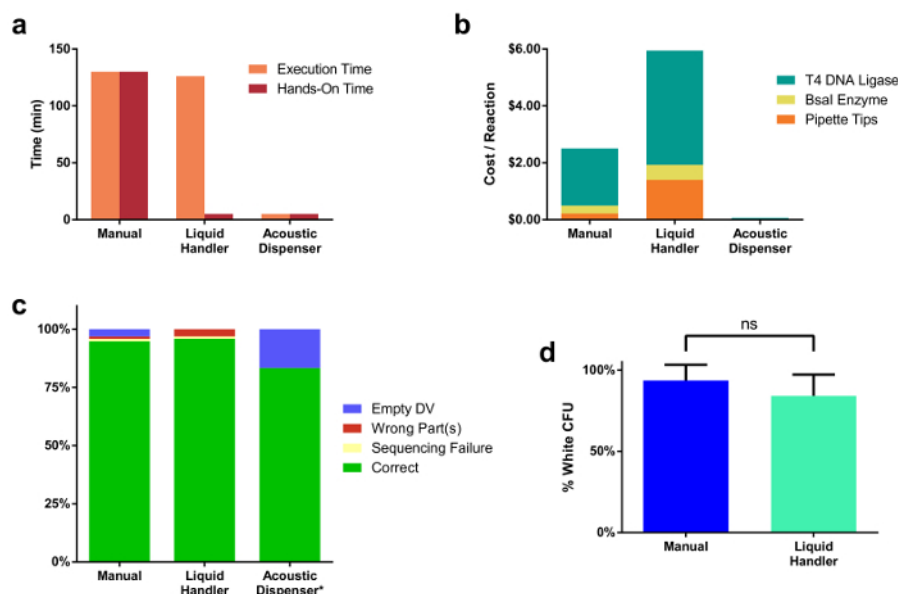 a
150
100
50
0
Time (min)
Execution Time
Hands-On Time
Manual
Liquid
Handler
Acoustic
Dispenser
b
$6.00
$4.00
$2.00
$0.00
Cost / Reaction
T4 DNA Ligase
BsaI Enzyme
Pipette Tips
Manual
Liquid
Handler
Acoustic
Dispenser
c
100%
75%
50%
25%
0%
Empty DV
Wrong Part(s)
Sequencing Failure
Correct
Manual
Liquid
Handler
Acoustic
Dispenser*
d
ns
100%
50%
0%
% White CFU
Manual
Liquid
Handler